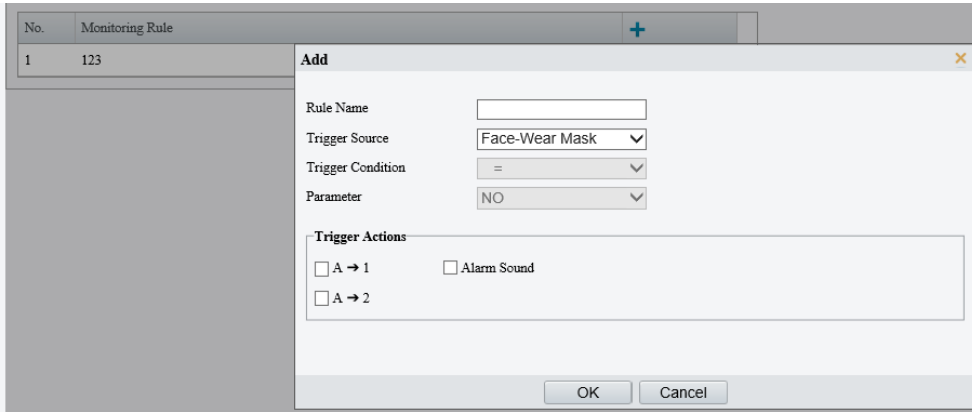 No. Monitoring Rule +
1 123
Add ×
Rule Name
Trigger Source Face-Wear Mask
Trigger Condition =
Parameter NO
Trigger Actions
A ➔ 1 Alarm Sound
A ➔ 2
OK Cancel